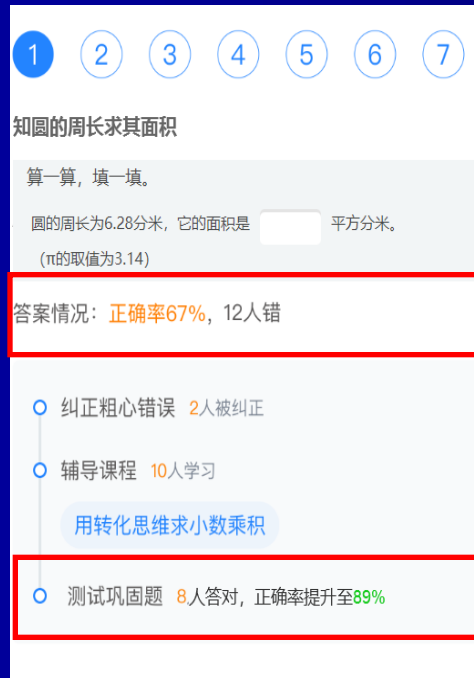 1 2 3 4 5 6 7
知圆的周长求其面积
算一算，填一填。
圆的周长为6.28分米，它的面积是 平方分米。
（π的取值为3.14）
答案情况：正确率67%，12人错
纠正粗心错误 2人被纠正
辅导课程 10人学习
用转化思维求小数乘积
测试巩固题 8人答对，正确率提升至89%